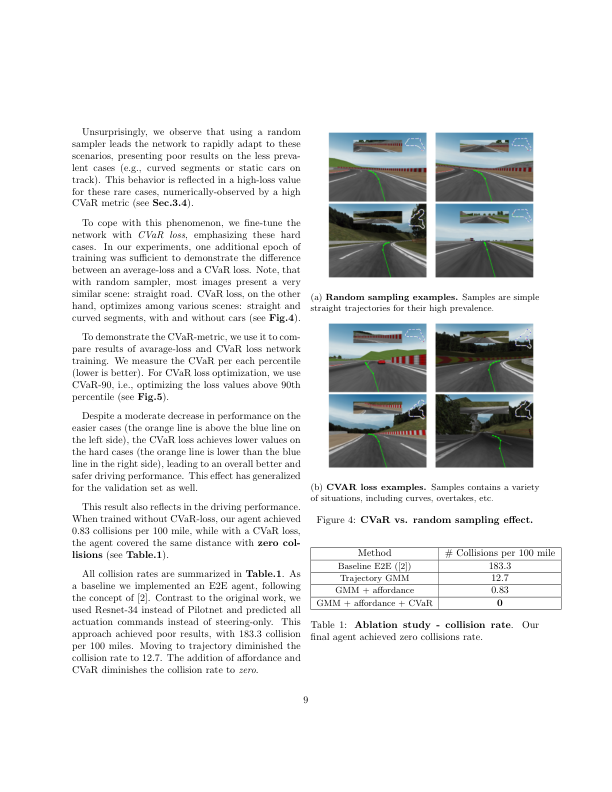 Unsurprisingly, we observe that using a random
sampler leads the network to rapidly adapt to these
scenarios, presenting poor results on the less preva-
lent cases (e.g., curved segments or static cars on
track). This behavior is reflected in a high-loss value
for these rare cases, numerically-observed by a high
CVaR metric (see Sec.3.4).
To cope with this phenomenon, we fine-tune the
network with CVaR loss, emphasizing these hard
cases. In our experiments, one additional epoch of
training was sufficient to demonstrate the difference
between an average-loss and a CVaR loss. Note, that
with random sampler, most images present a very
similar scene: straight road. CVaR loss, on the other
hand, optimizes among various scenes: straight and
curved segments, with and without cars (see Fig.4).
To demonstrate the CVaR-metric, we use it to com-
pare results of avarage-loss and CVaR loss network
training. We measure the CVaR per each percentile
(lower is better). For CVaR loss optimization, we use
CVaR-90, i.e., optimizing the loss values above 90th
percentile (see Fig.5).
Despite a moderate decrease in performance on the
easier cases (the orange line is above the blue line on
the left side), the CVaR loss achieves lower values on
the hard cases (the orange line is lower than the blue
line in the right side), leading to an overall better and
safer driving performance. This effect has generalized
for the validation set as well.
This result also reflects in the driving performance.
When trained without CVaR-loss, our agent achieved
0.83 collisions per 100 mile, while with a CVaR loss,
the agent covered the same distance with zero col-
lisions (see Table.1).
All collision rates are summarized in Table.1. As
a baseline we implemented an E2E agent, following
the concept of [2]. Contrast to the original work, we
used Resnet-34 instead of Pilotnet and predicted all
actuation commands instead of steering-only. This
approach achieved poor results, with 183.3 collision
per 100 miles. Moving to trajectory diminished the
collision rate to 12.7. The addition of affordance and
CVaR diminishes the collision rate to zero.
(a) Random sampling examples. Samples are simple
straight trajectories for their high prevalence.
(b) CVAR loss examples. Samples contain a variety
of situations, including curves, overtakes, etc.
Figure 4: CVaR vs. random sampling effect.
Method # Collisions per 100 mile
Baseline E2E ([2]) 183.3
Trajectory GMM 12.7
GMM + affordance 0.83
GMM + affordance + CVaR 0
Table 1: Ablation study - collision rate. Our
final agent achieved zero collisions rate.
9